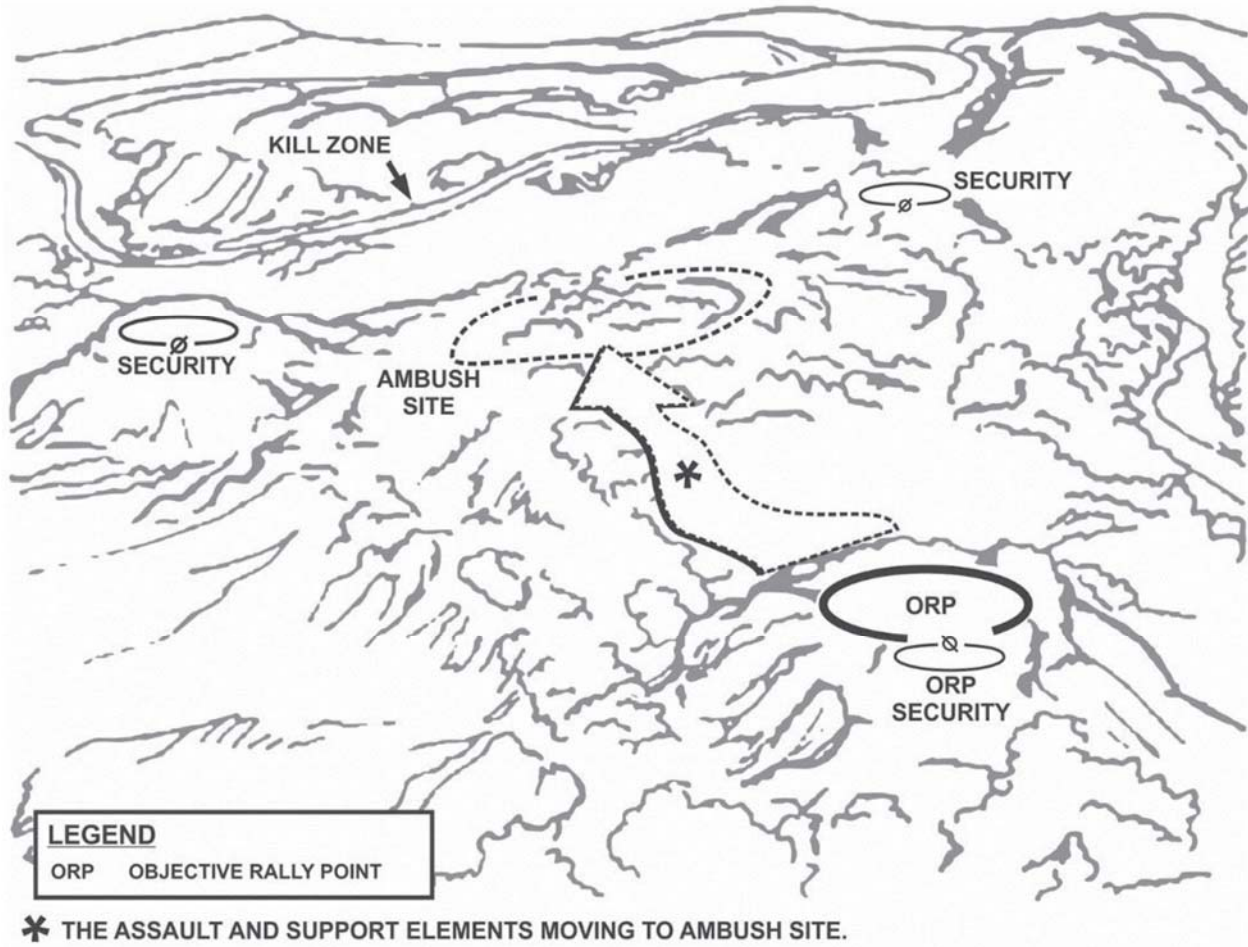 KILL ZONE
SECURITY
SECURITY
AMBUSH
SITE
*
ORP
ORP
SECURITY
LEGEND
ORP OBJECTIVE RALLY POINT
* THE ASSAULT AND SUPPORT ELEMENTS MOVING TO AMBUSH SITE.